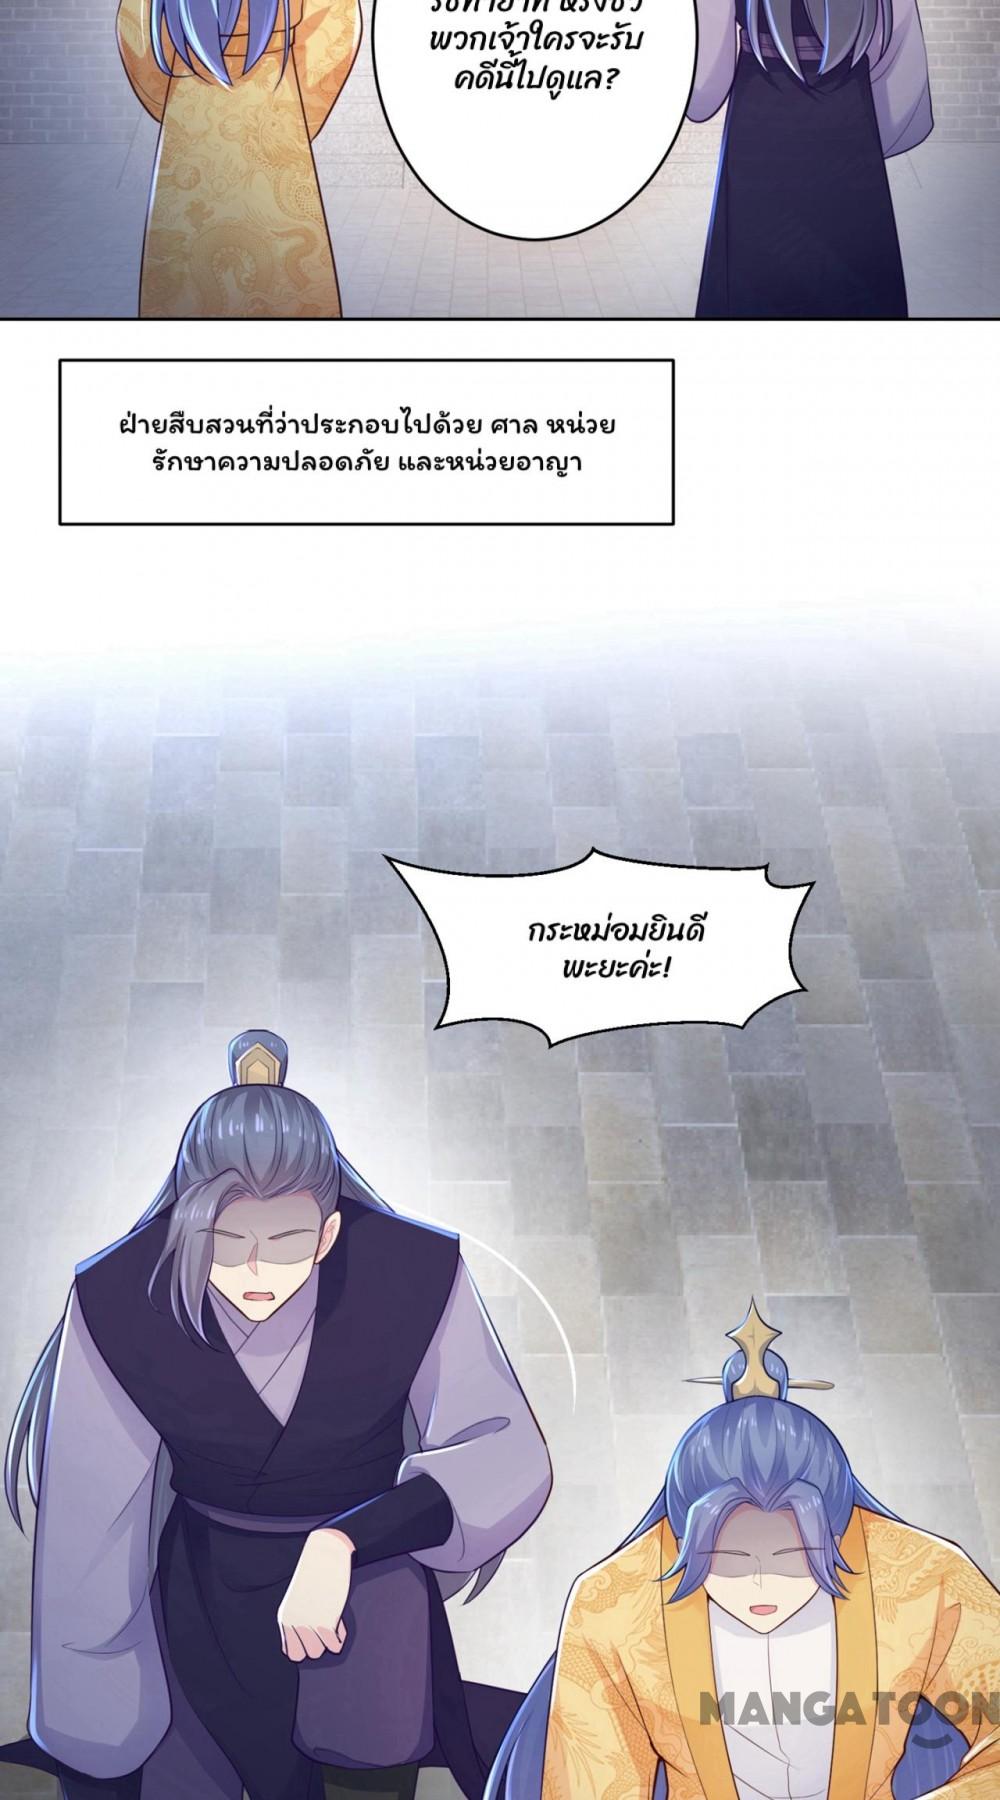 พวกเจ้าใครจะรับ
คดีนี้ไปดูแล?
ฝ่ายสืบสวนที่ว่าประกอบไปด้วย ศาล หน่วย
รักษาความปลอดภัย และหน่วยอาญา
กระหม่อมยินดี
พะยะค่ะ!
MANGATOON